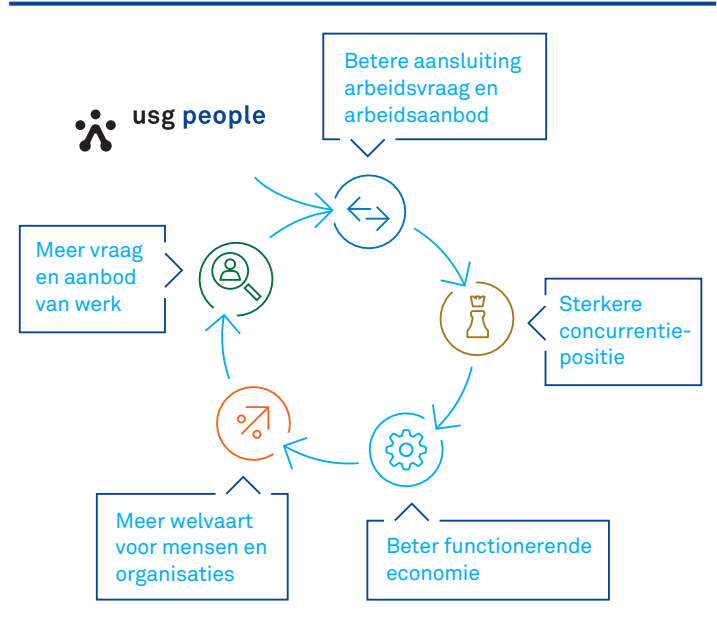 usg people
Betere aansluiting
arbeidsvraag en
arbeidsaanbod
Sterkere
concurrentie-
positie
Beter functionerende
economie
Meer welvaart
voor mensen en
organisaties
Meer vraag
en aanbod
van werk